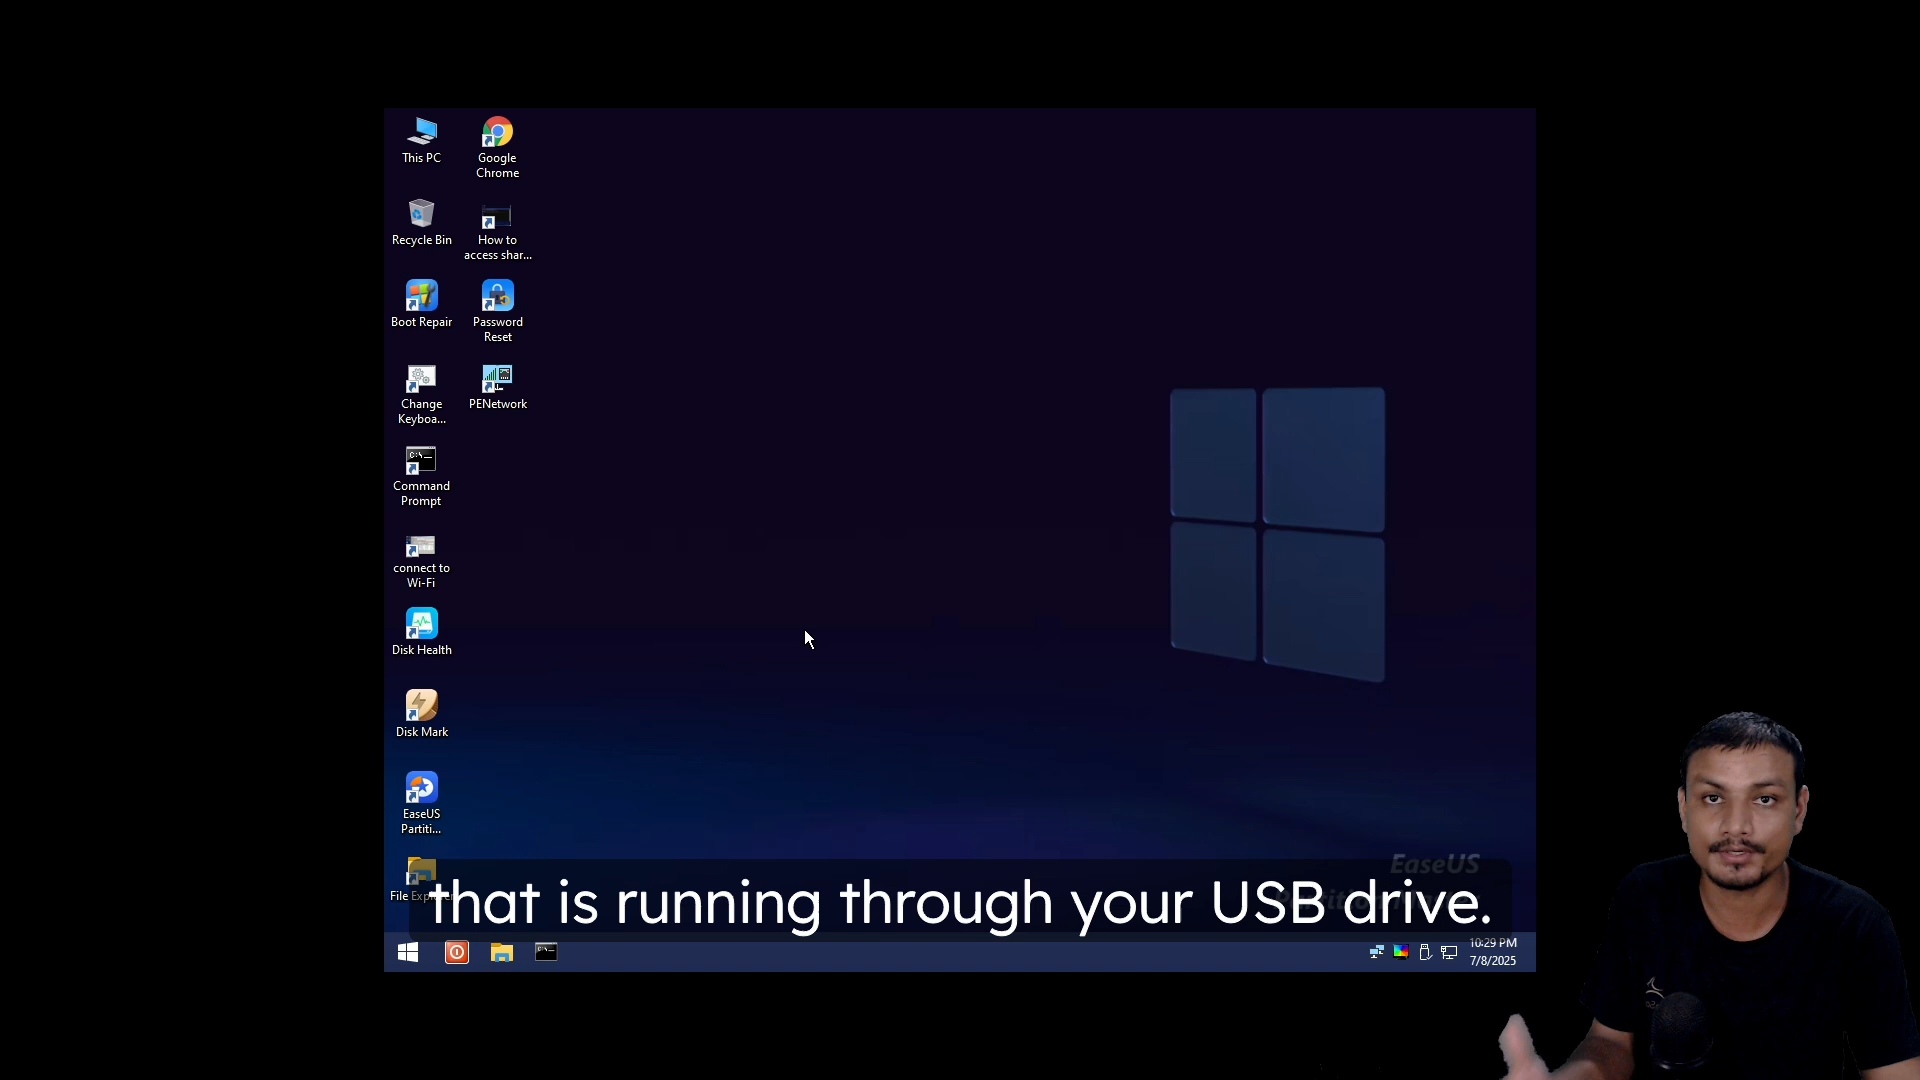 This PC
Google
Chrome
Recycle Bin
How to
access shar...
Boot Repair
Password
Reset
Change
Keyboa...
PENetwork
Command
Prompt
connect to
Wi-Fi
Disk Health
Disk Mark
EaseUS
Partiti...
File Explorer
EaseUS
that is running through your USB drive.
10:29 PM
7/8/2025